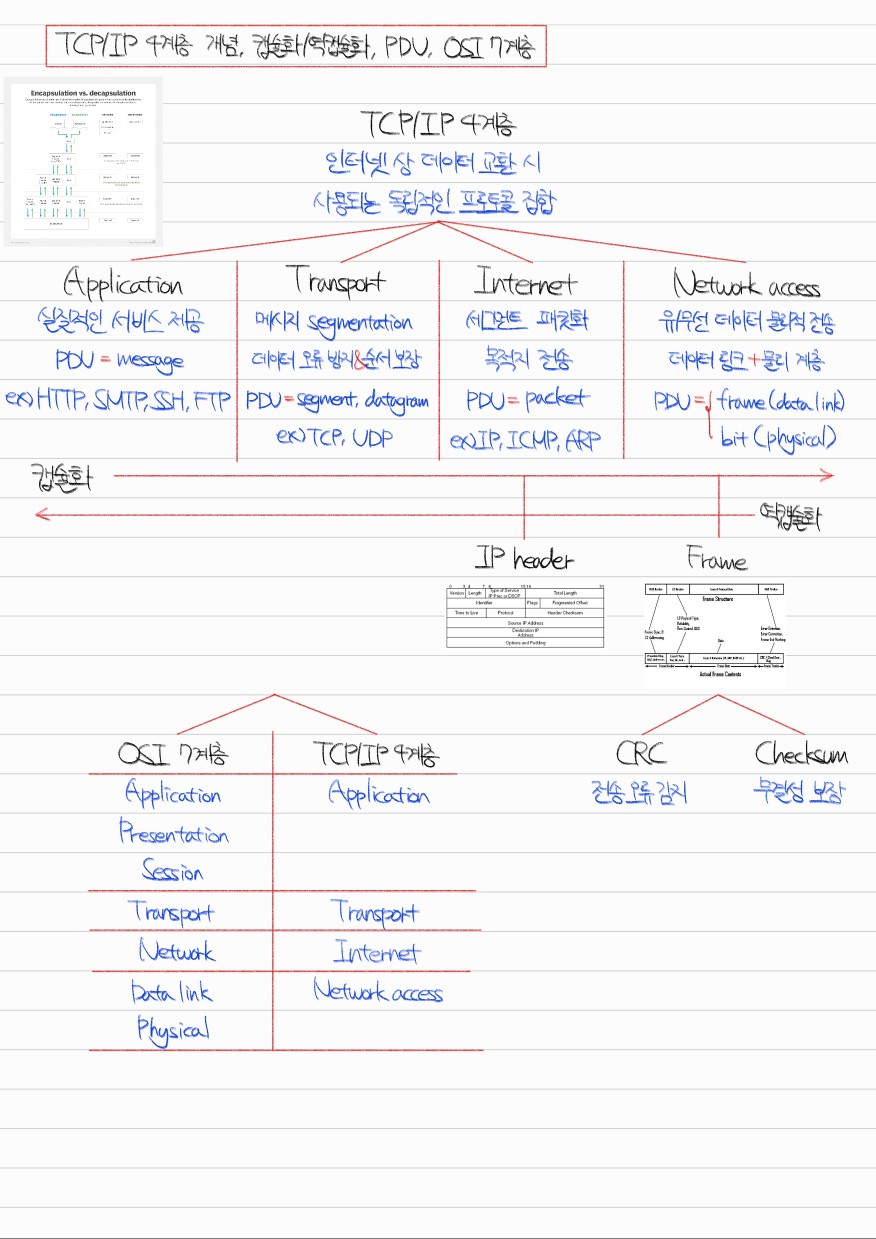 TCP/IP 4계층 개념, 캡슐화/역캡슐화, PDU, OSI 7계층
Encapsulation vs. decapsulation
TCP/IP 4계층
인터넷 상 데이터 교환 시
사용되는 독립적인 프로토콜 집합
Application
실질적인 서비스 제공
PDU = message
ex) HTTP, SMTP, SSH, FTP
Transport
메시지 segmentation
데이터 오류 방지&순서 보장
PDU = segment, datagram
ex) TCP, UDP
Internet
세그먼트 패킷화
목적지 전송
PDU = packet
ex) IP, ICMP, ARP
Network access
유/무선 데이터 물리적 전송
데이터 링크 + 물리 계층
PDU = frame (data link)
bit (physical)
캡슐화
역캡슐화
IP header
Version Length Type of Service IP Prec or DSCP Total Length
Identifier Flags Fragmented Offset
Time to Live Protocol Header Checksum
Source IP Address
Destination IP Address
Options and Padding
Frame
Frame Structure
Actual Frame Contents
OSI 7계층 TCP/IP 4계층
Application Application
Presentation
Session
Transport Transport
Network Internet
Data link Network access
Physical
CRC
전송 오류 감지
Checksum
무결성 보장